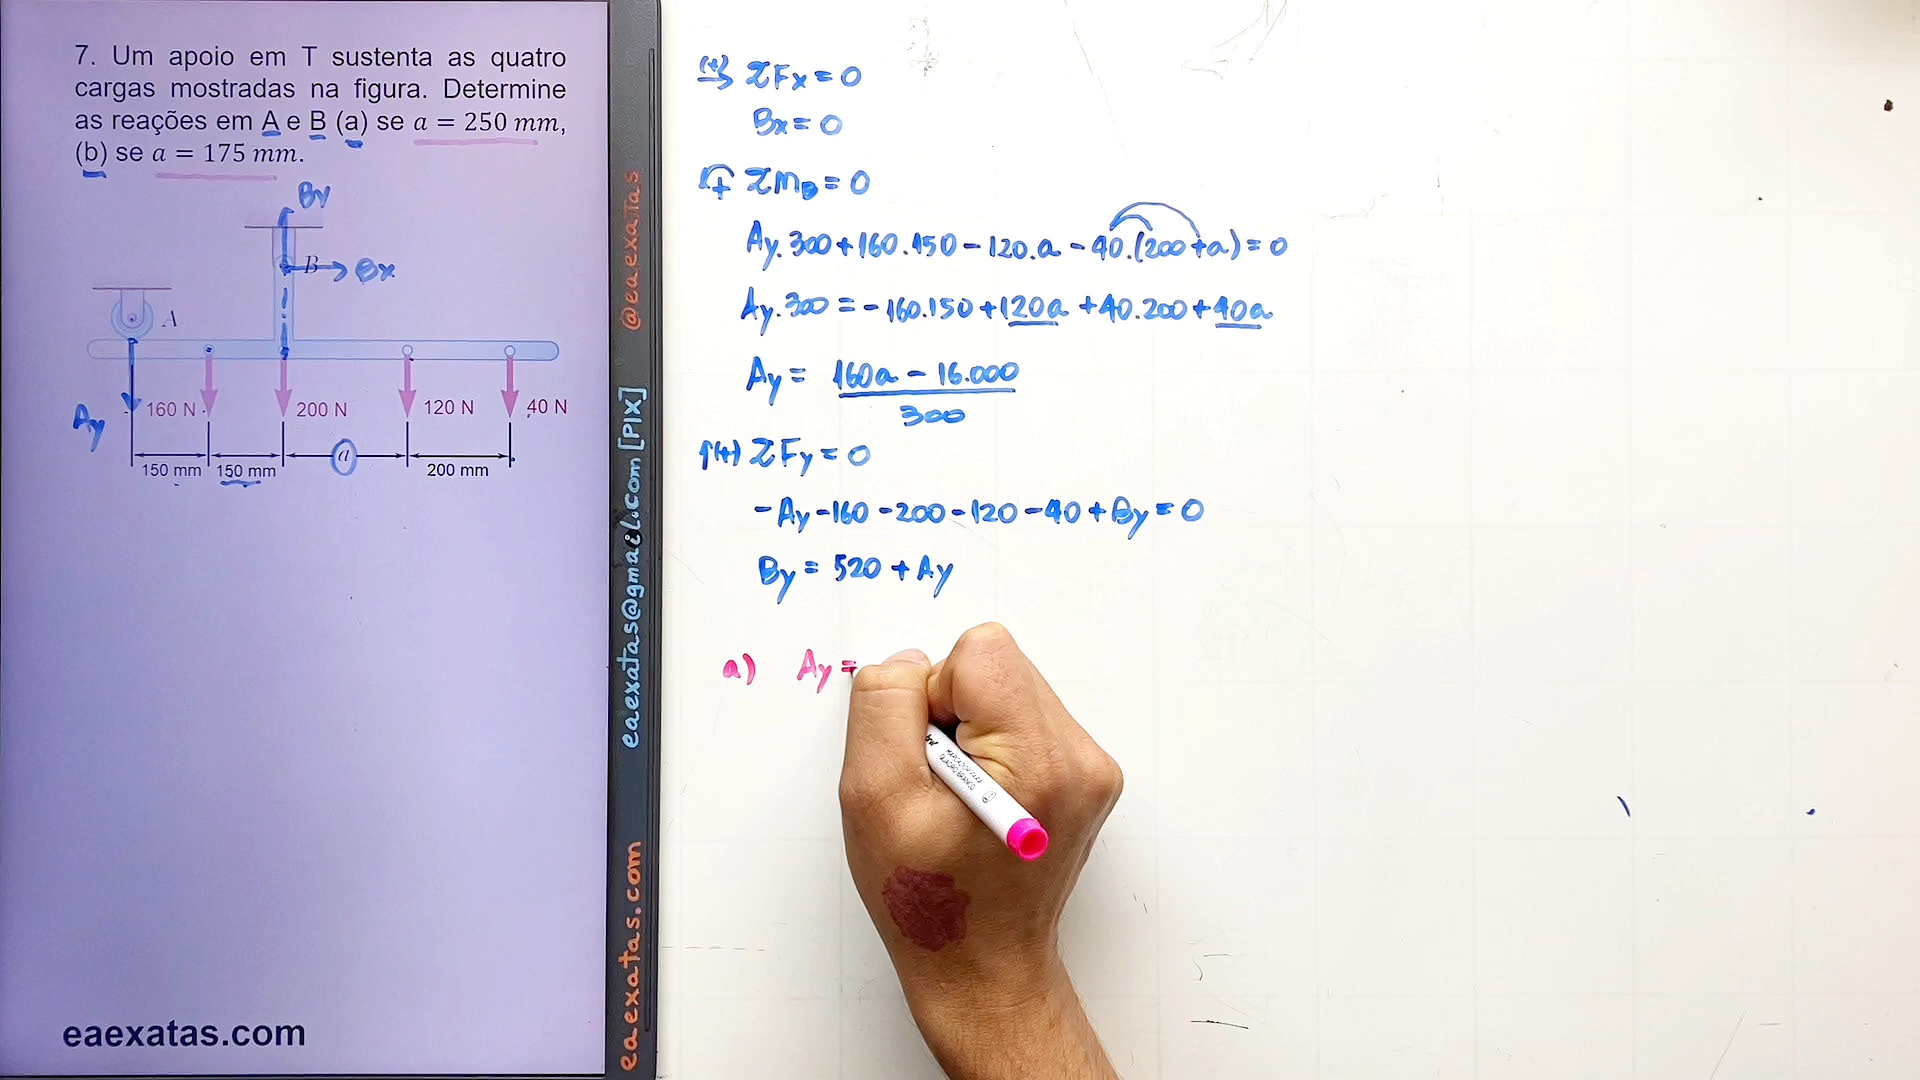 7. Um apoio em T sustenta as quatro
cargas mostradas na figura. Determine
as reações em A e B (a) se a = 250 mm,
(b) se a = 175 mm.
By
B
Bx
A
Ay
160 N
200 N
120 N
40 N
150 mm
150 mm
a
200 mm
eaexatas.com
@eaexatas
eaexatas@gmail.com [PIX]
eaexatas.com
(+) ΣFx = 0
Bx = 0
+ ΣMB = 0
Ay.300 + 160.150 - 120.a - 40.(200+a) = 0
Ay.300 = -160.150 + 120a + 40.200 + 40a
Ay = 160a - 16.000
300
↑(+) ΣFy = 0
-Ay - 160 - 200 - 120 - 40 + By = 0
By = 520 + Ay
a) Ay =
MARCADOR PARA
QUADRO BRANCO